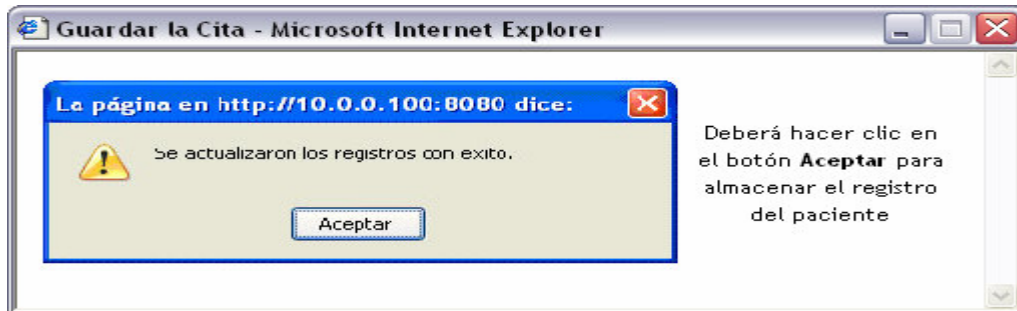 Guardar la Cita - Microsoft Internet Explorer
La página en http://10.0.0.100:8080 dice:
Se actualizaron los registros con exito.
Aceptar
Deberá hacer clic en
el botón Aceptar para
almacenar el registro
del paciente